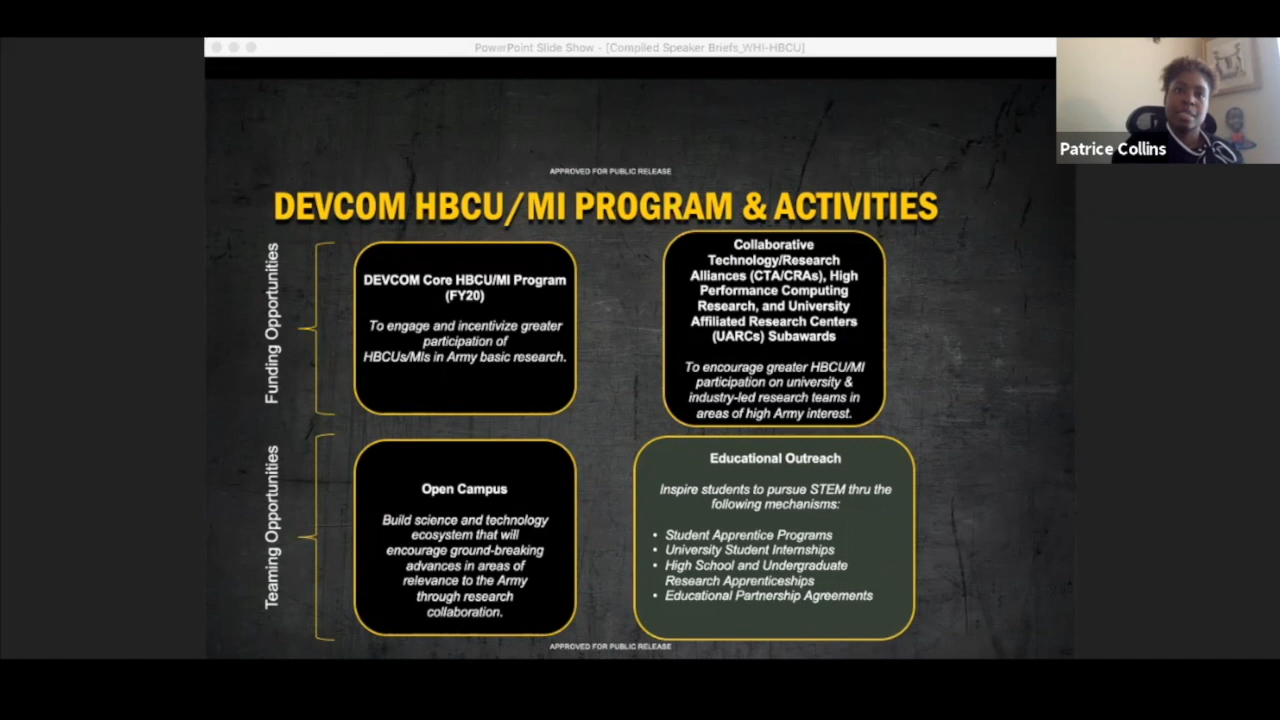 PowerPoint Slide Show - [Compiled Speaker Briefs_WHI-HBCU]
Patrice Collins
APPROVED FOR PUBLIC RELEASE
DEVCOM HBCU/MI PROGRAM & ACTIVITIES
Funding Opportunities
DEVCOM Core HBCU/MI Program
(FY20)
To engage and incentivize greater
participation of
HBCUs/MIs in Army basic research.
Collaborative
Technology/Research
Alliances (CTA/CRAs), High
Performance Computing
Research, and University
Affiliated Research Centers
(UARCs) Subawards
To encourage greater HBCU/MI
participation on university &
industry-led research teams in
areas of high Army interest.
Teaming Opportunities
Open Campus
Build science and technology
ecosystem that will
encourage ground-breaking
advances in areas of
relevance to the Army
through research
collaboration.
Educational Outreach
Inspire students to pursue STEM thru the
following mechanisms:
• Student Apprentice Programs
• University Student Internships
• High School and Undergraduate
Research Apprenticeships
• Educational Partnership Agreements
APPROVED FOR PUBLIC RELEASE